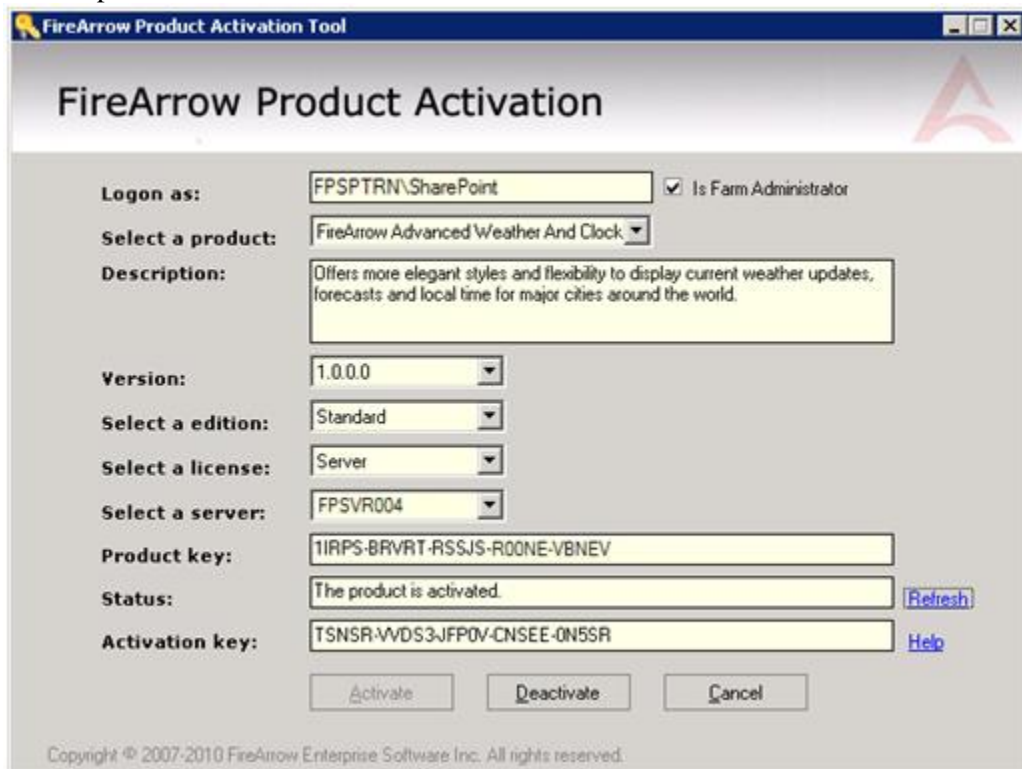 FireArrow Product Activation Tool
FireArrow Product Activation
Logon as: FPSPTRN\SharePoint Is Farm Administrator
Select a product: FireArrow Advanced Weather And Clock
Description: Offers more elegant styles and flexibility to display current weather updates,
forecasts and local time for major cities around the world.
Version: 1.0.0.0
Select a edition: Standard
Select a license: Server
Select a server: FPSVR004
Product key: 1IRPS-BRVRT-RSSJS-R00NE-VBNEV
Status: The product is activated. Refresh
Activation key: TSNSR-VVDS3-JFP0V-CNSEE-0N5SR Help
Activate Deactivate Cancel
Copyright © 2007-2010 FireArrow Enterprise Software Inc. All rights reserved.